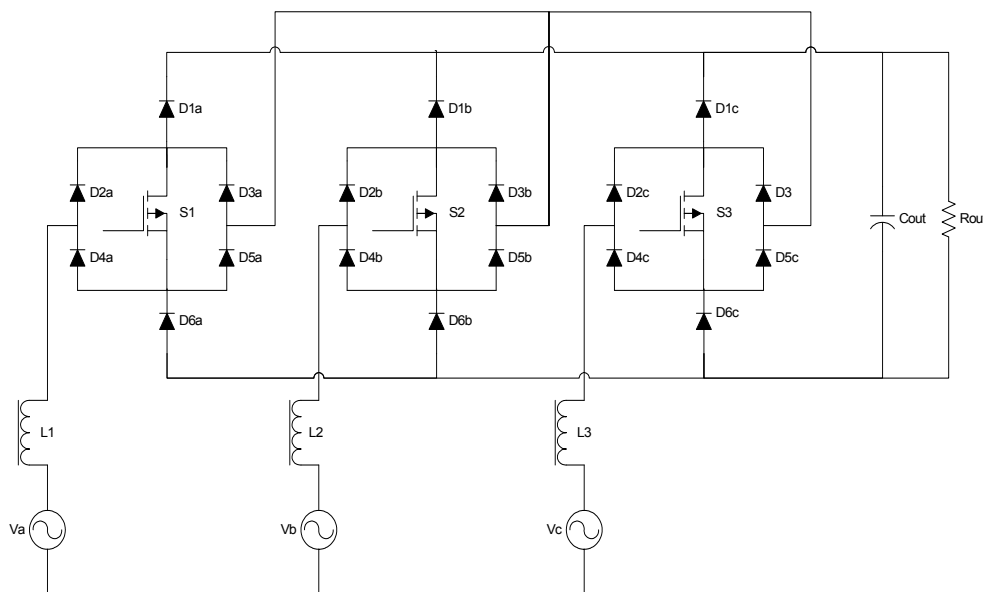 D1a
D1b
D1c
D2a
D3a
D2b
D3b
D2c
D3
S1
S2
S3
Cout
Rou
D4a
D5a
D4b
D5b
D4c
D5c
D6a
D6b
D6c
L1
L2
L3
Va
Vb
Vc